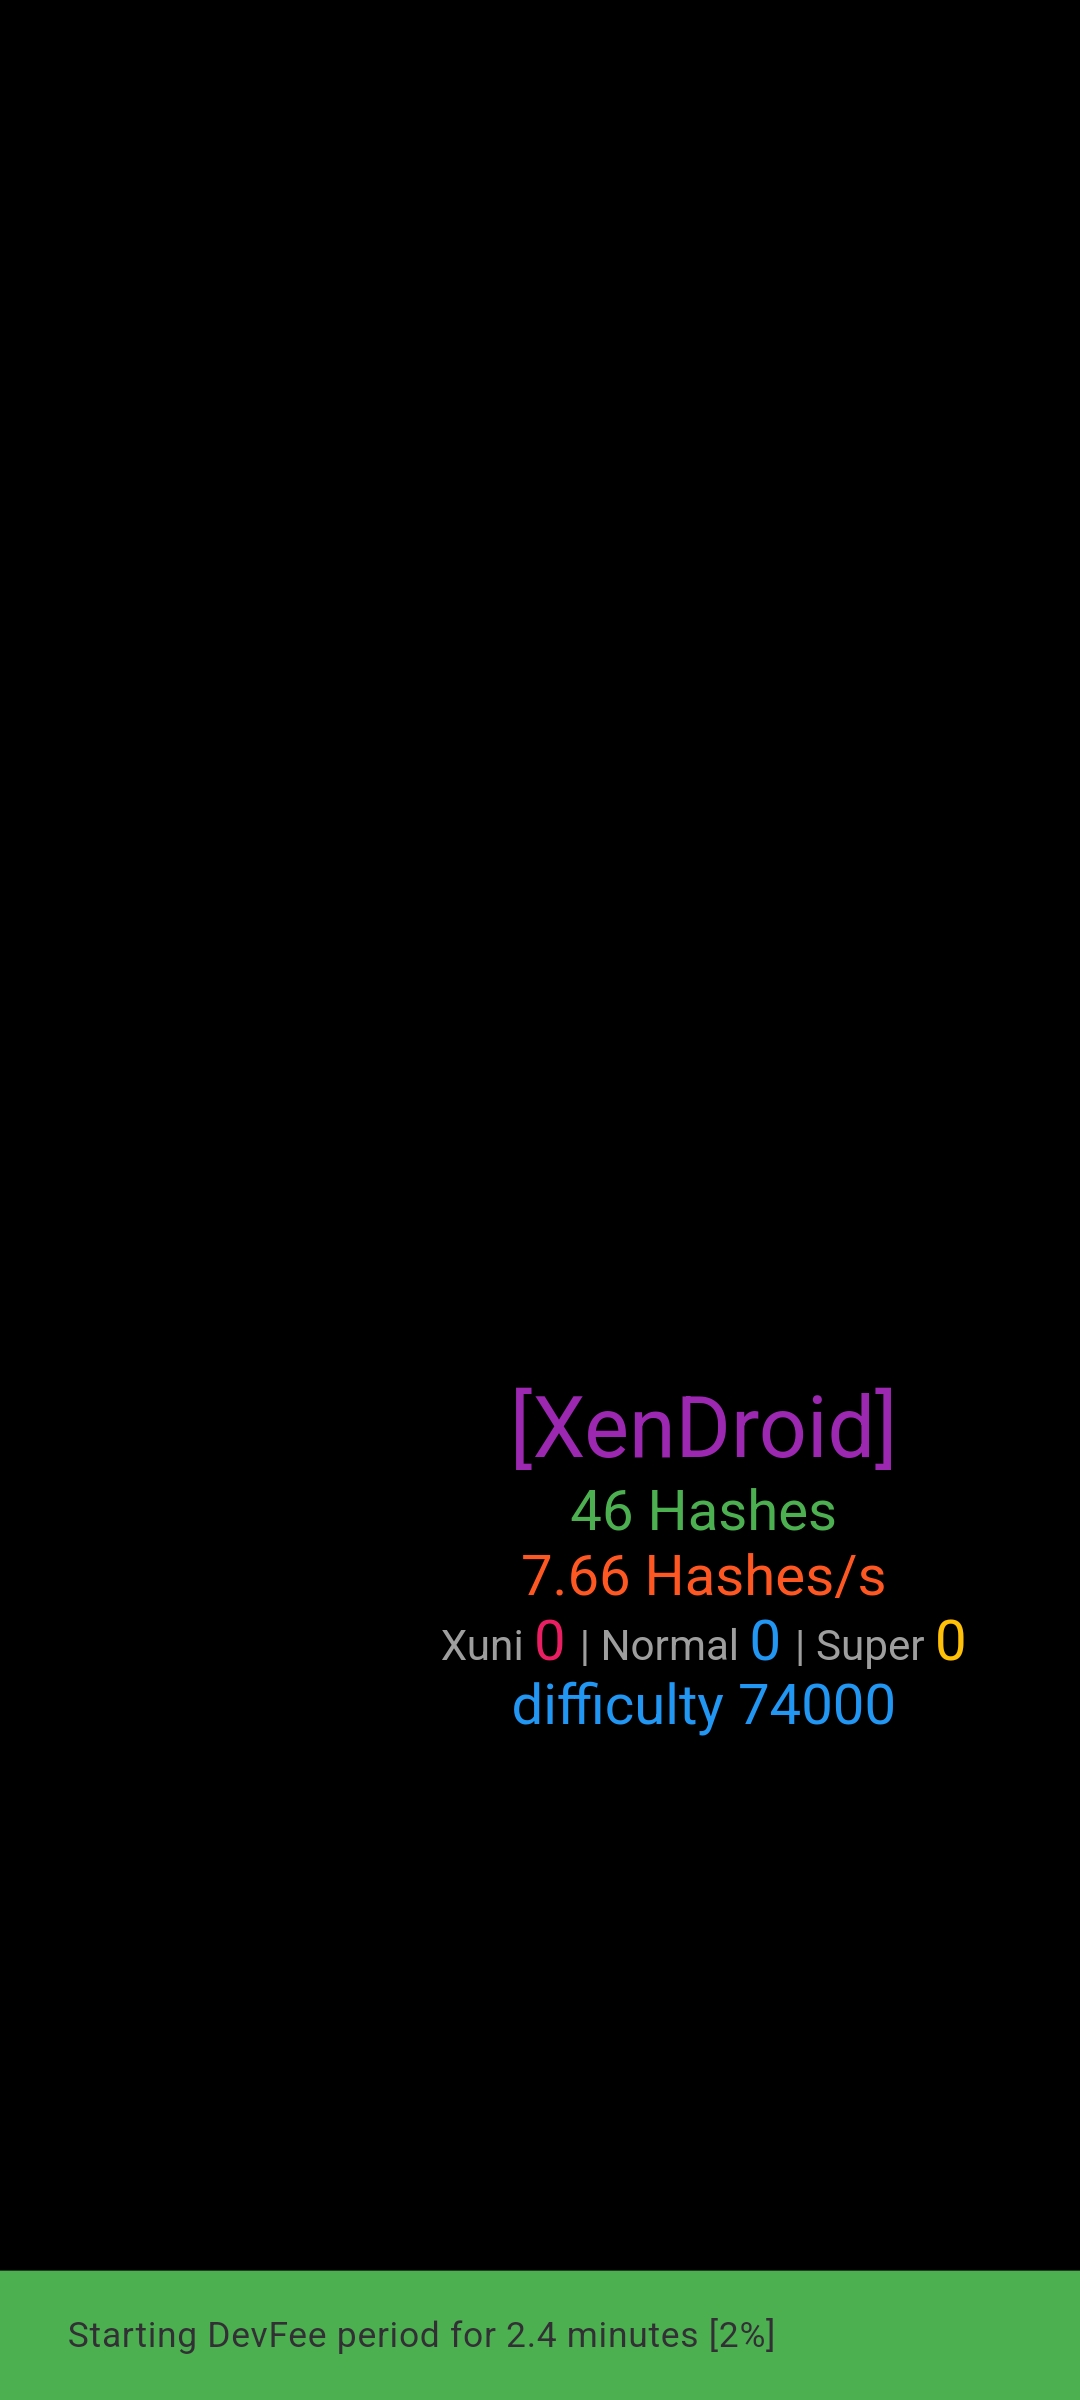 [XenDroid]
46 Hashes
7.66 Hashes/s
Xuni 0 | Normal 0 | Super 0
difficulty 74000
Starting DevFee period for 2.4 minutes [2%]